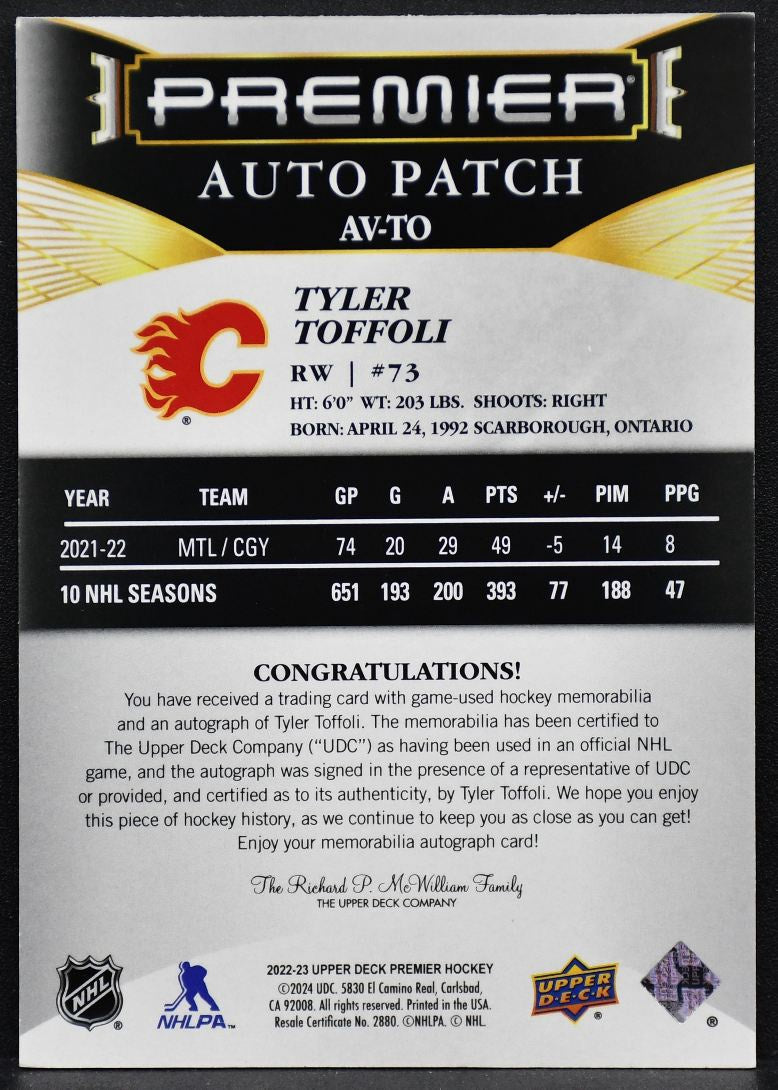 PREMIER®
AUTO PATCH
AV-TO
TYLER
TOFFOLI
C
®
RW | #73
HT: 6'0" WT: 203 LBS. SHOOTS: RIGHT
BORN: APRIL 24, 1992 SCARBOROUGH, ONTARIO
YEAR TEAM GP G A PTS +/- PIM PPG
2021-22 MTL / CGY 74 20 29 49 -5 14 8
10 NHL SEASONS 651 193 200 393 77 188 47
CONGRATULATIONS!
You have received a trading card with game-used hockey memorabilia
and an autograph of Tyler Toffoli. The memorabilia has been certified to
The Upper Deck Company ("UDC") as having been used in an official NHL
game, and the autograph was signed in the presence of a representative of UDC
or provided, and certified as to its authenticity, by Tyler Toffoli. We hope you enjoy
this piece of hockey history, as we continue to keep you as close as you can get!
Enjoy your memorabilia autograph card!
The Richard P. McWilliam Family
THE UPPER DECK COMPANY
NHL ®
NHLPA™
2022-23 UPPER DECK PREMIER HOCKEY
©2024 UDC. 5830 El Camino Real, Carlsbad,
CA 92008. All rights reserved. Printed in the USA.
Resale Certificate No. 2880. ©NHLPA. © NHL.
UPPER
D·E·C·K
®
®